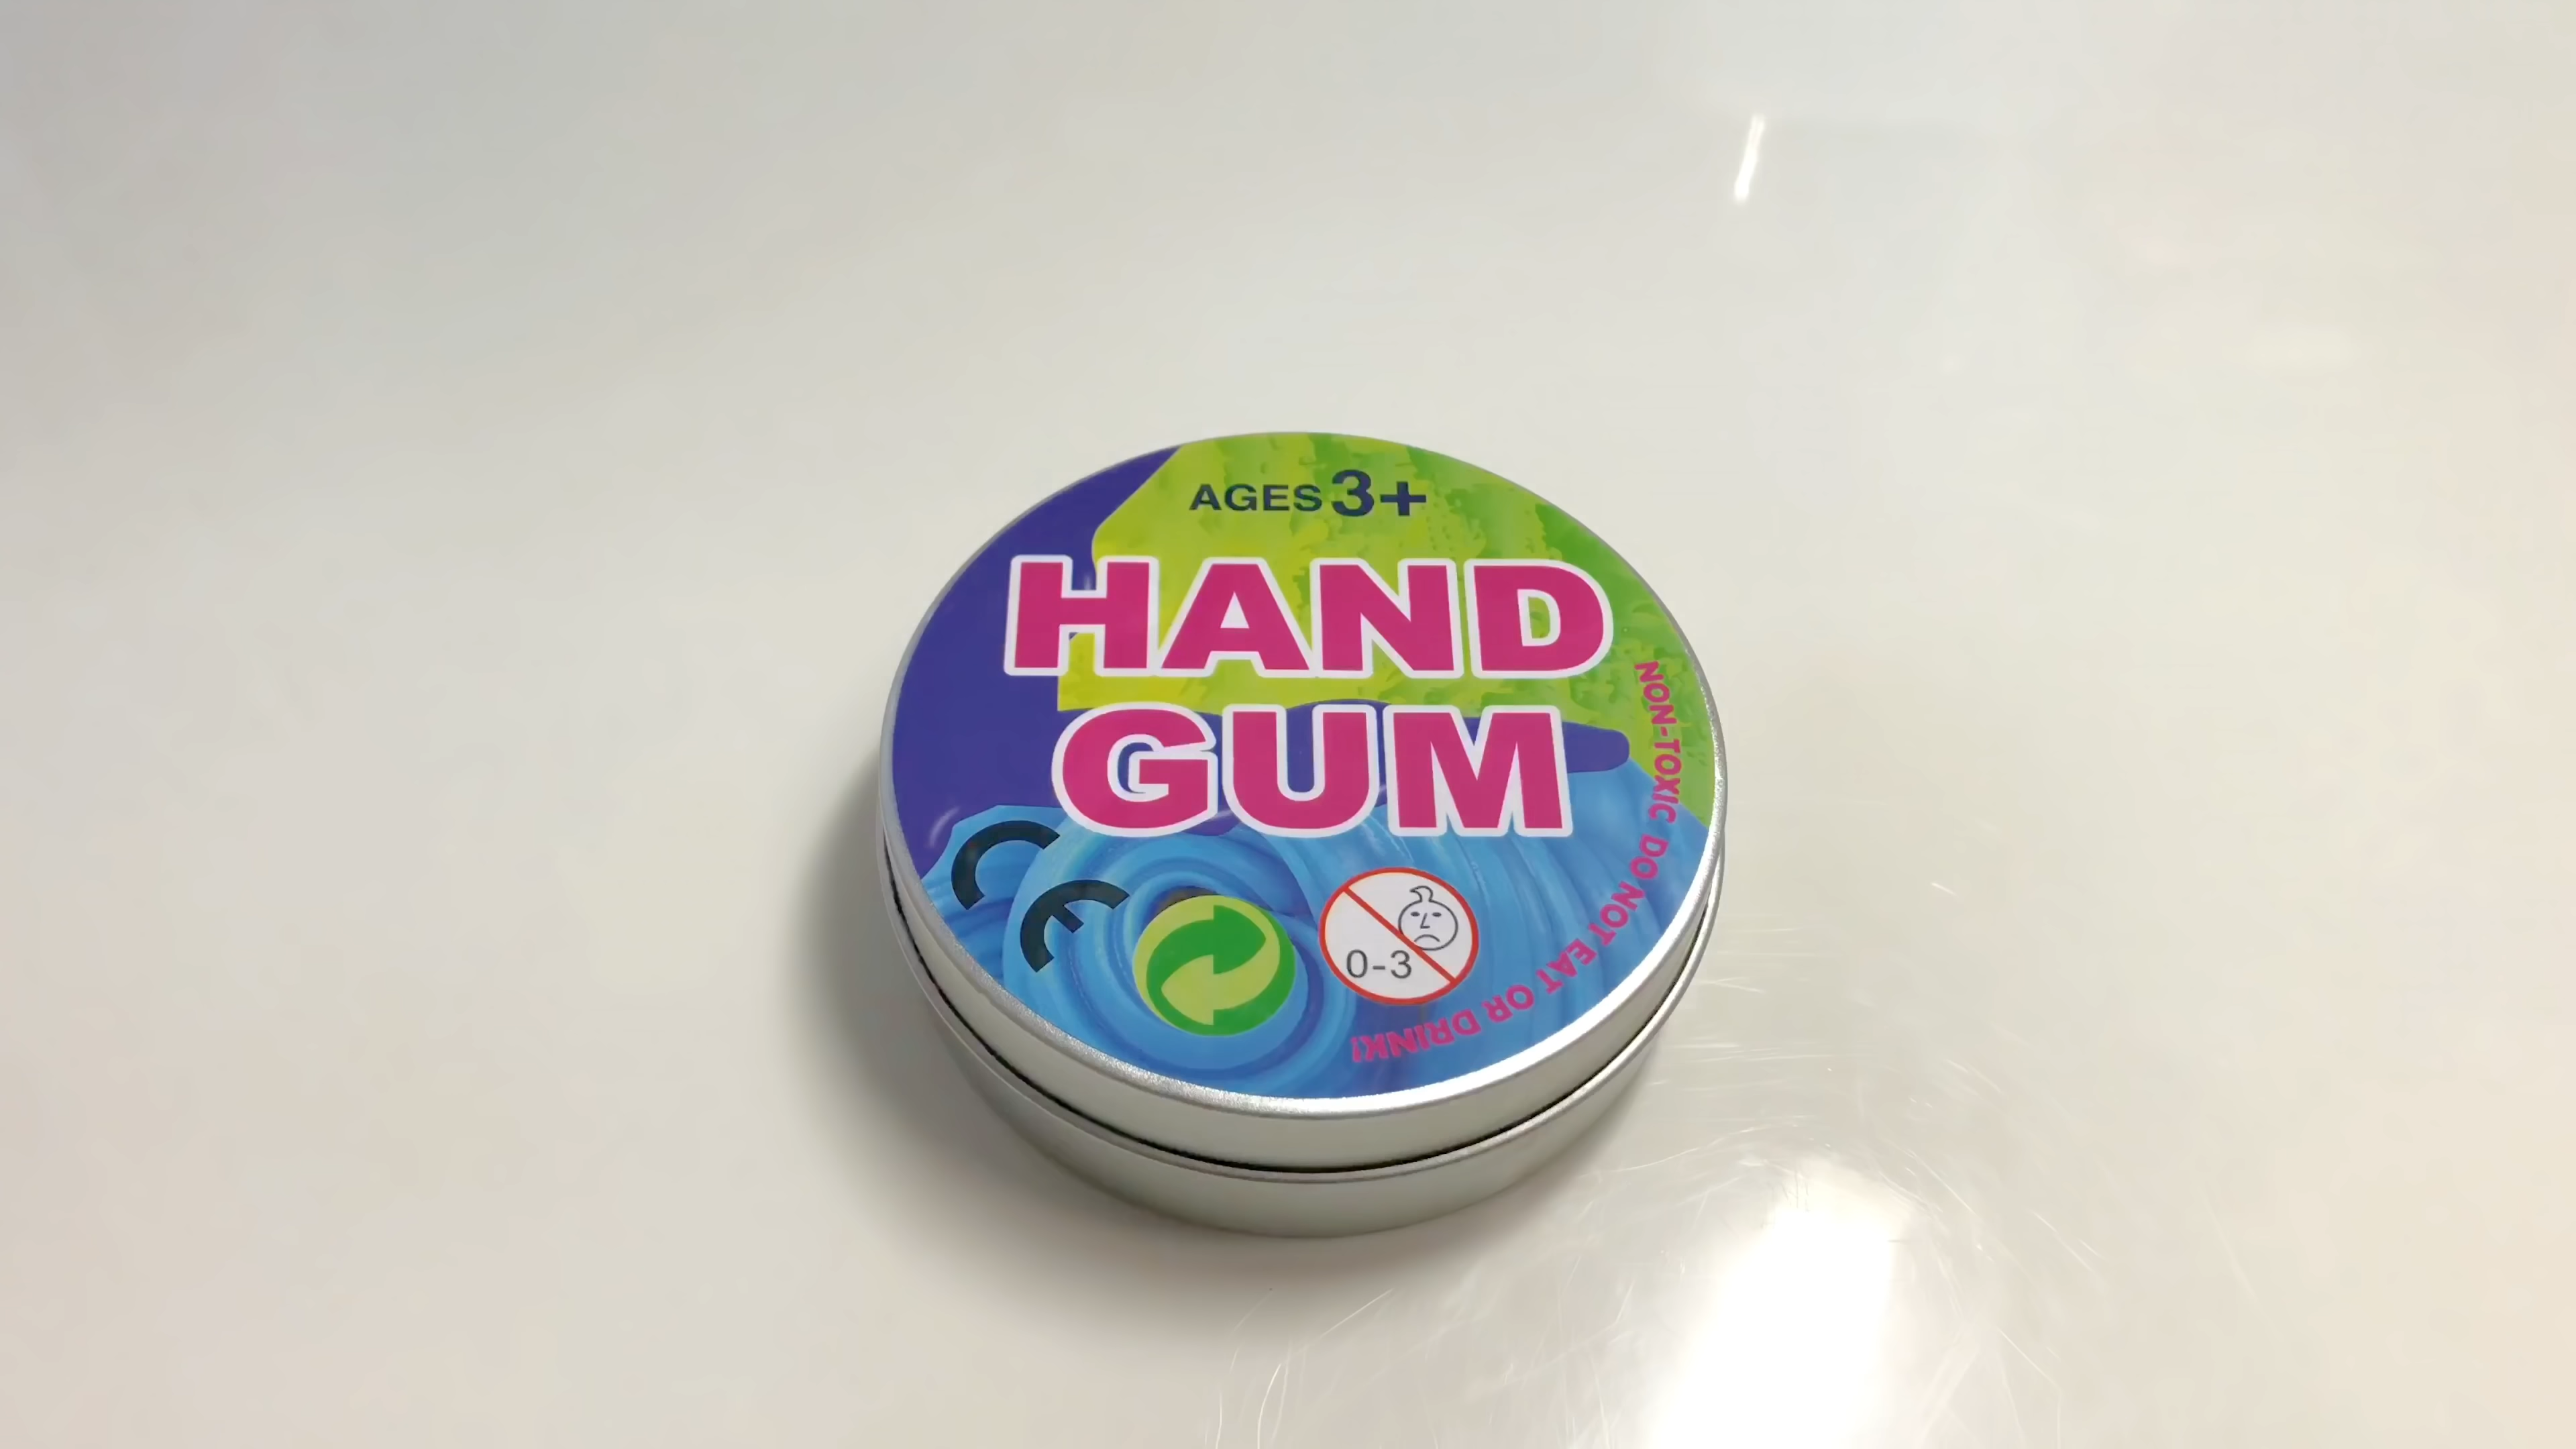 AGES 3+
HAND
GUM
CE
0-3
NON-TOXIC DO NOT EAT OR DRINK!